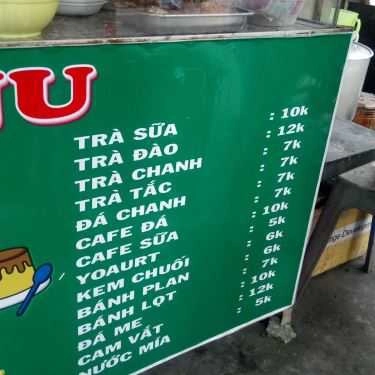 NU
TRÀ SỮA : 10k
TRÀ ĐÀO : 12k
TRÀ CHANH : 7k
TRÀ TẮC : 7k
ĐÁ CHANH : 7k
CAFE ĐÁ : 7k
CAFE SỮA : 10k
YOAURT : 5k
KEM CHUỐI : 6k
BÁNH PLAN : 6k
BÁNH LỌT : 7k
ĐÁ ME : 10k
CAM VẮT : 12k
NƯỚC MÍA : 5k